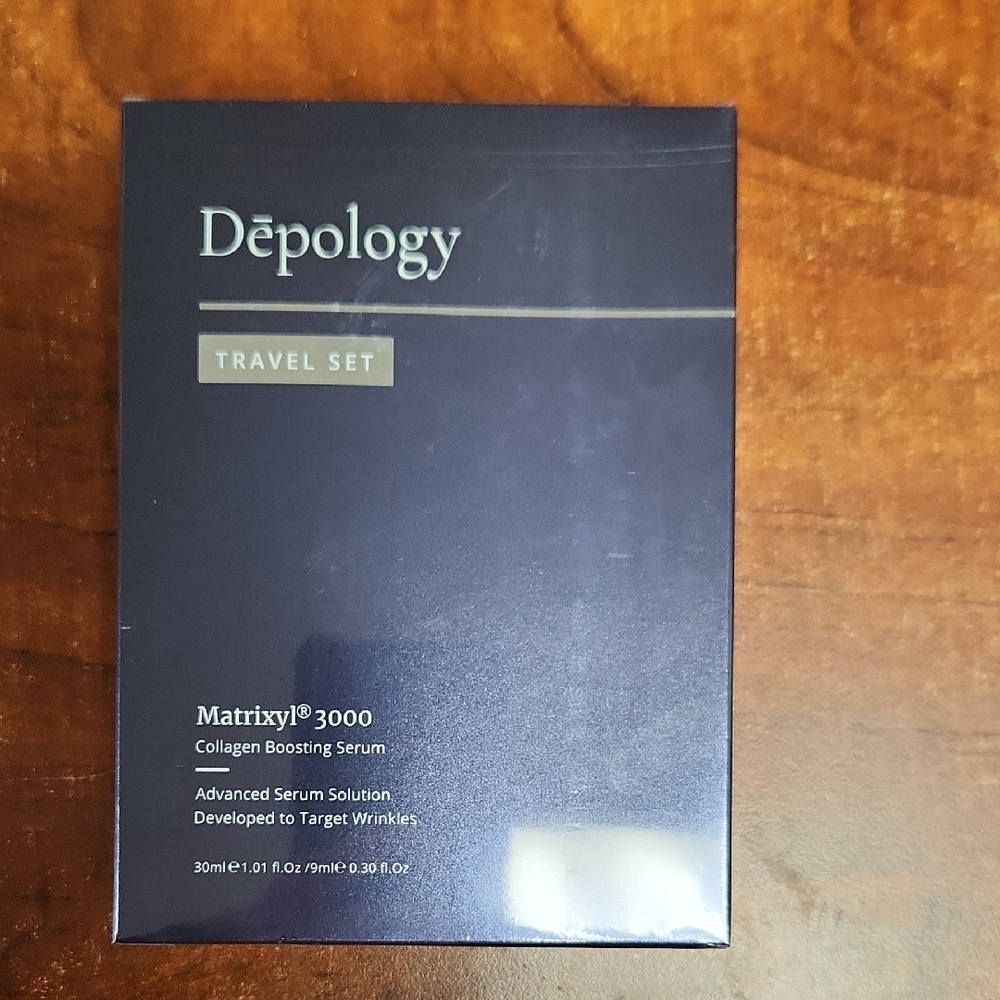 Dēpology
TRAVEL SET
Matrixyl® 3000
Collagen Boosting Serum
Advanced Serum Solution
Developed to Target Wrinkles
30ml℮1.01 fl.Oz /9ml℮ 0.30 fl.Oz